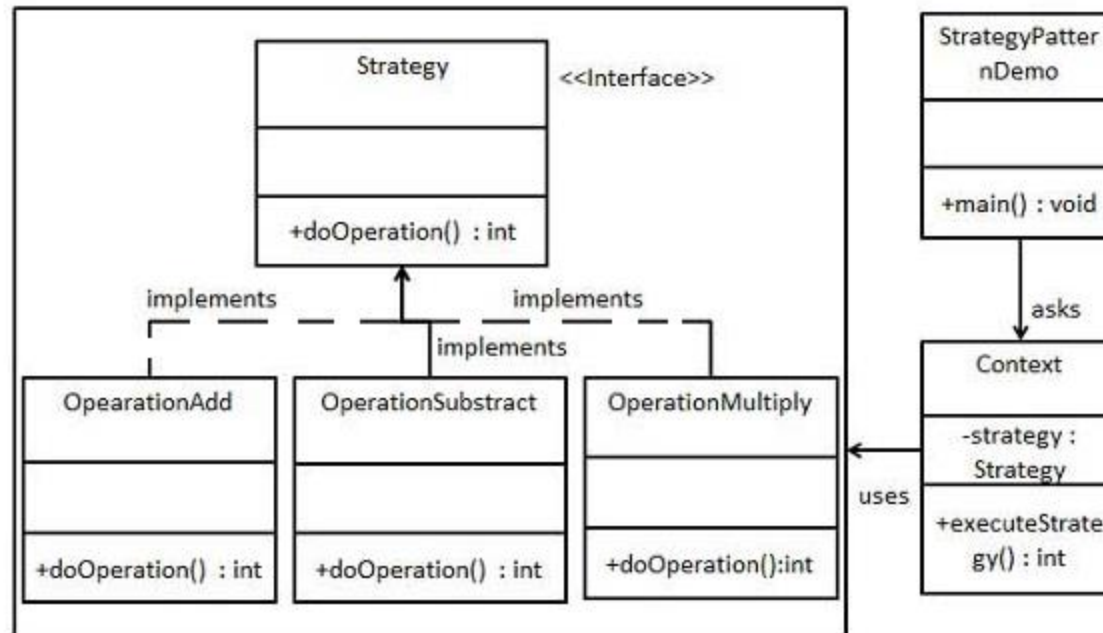 Strategy
<<Interface>>
+doOperation() : int
implements
implements
implements
OpearationAdd
+doOperation() : int
OperationSubstract
+doOperation() : int
OperationMultiply
+doOperation():int
StrategyPatter
nDemo
+main() : void
asks
Context
-strategy :
Strategy
+executeStrate
gy() : int
uses